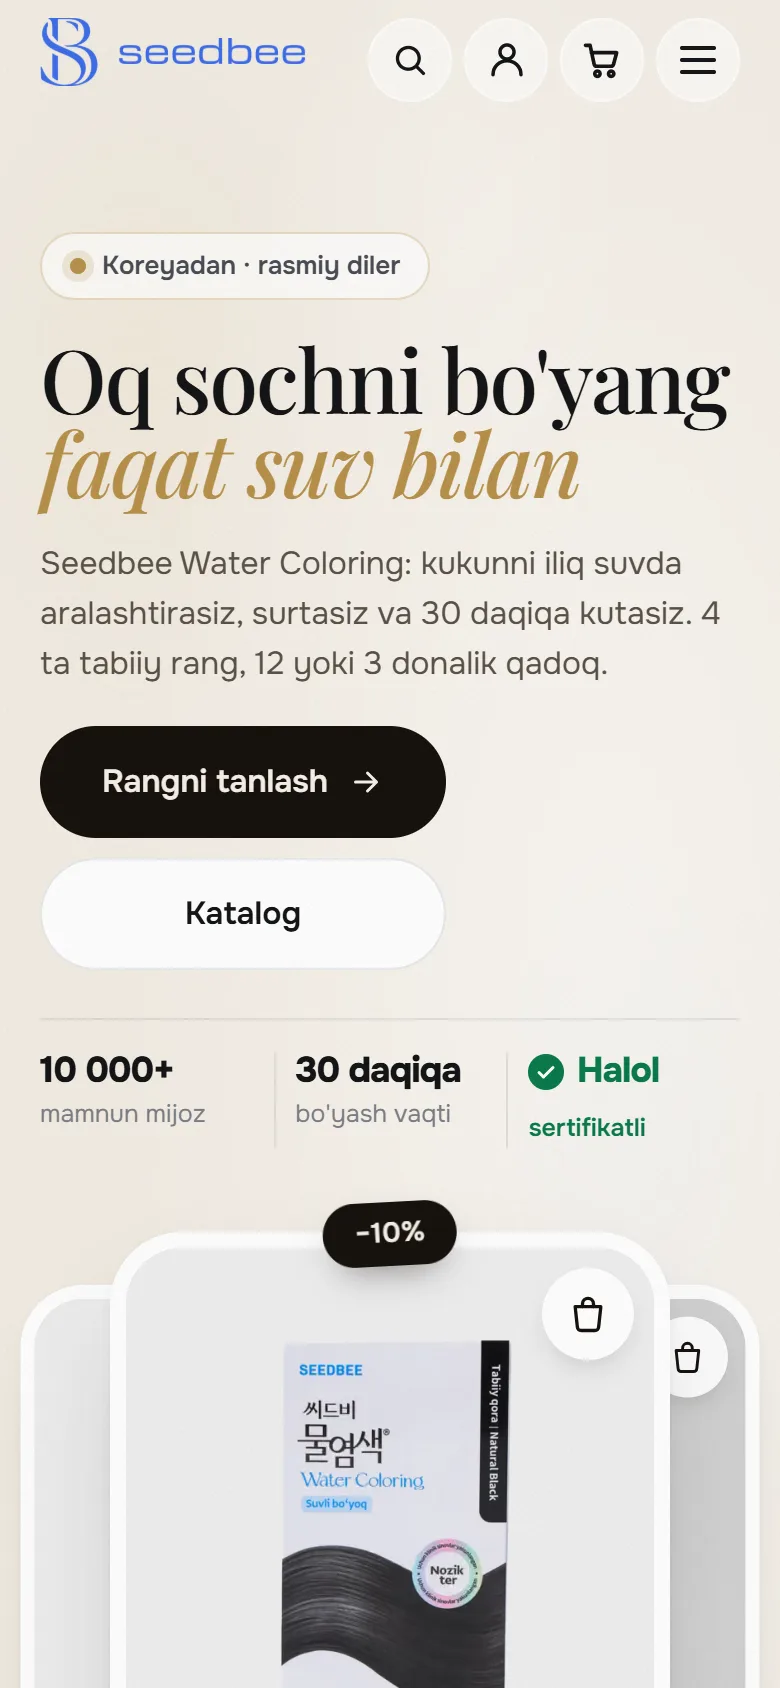 seedbee
Koreyadan · rasmiy diler
Oq sochni bo'yang
faqat suv bilan
Seedbee Water Coloring: kukunni iliq suvda
aralashtirasiz, surtasiz va 30 daqiqa kutasiz. 4
ta tabiiy rang, 12 yoki 3 donalik qadoq.
Rangni tanlash →
Katalog
10 000+
mamnun mijoz
30 daqiqa
bo'yash vaqti
Halol
sertifikatli
−10%
SEEDBEE
씨드비
물염색®
Water Coloring
Suvli bo'yoq
Tabiiy qora | Natural Black
Nozik
ter